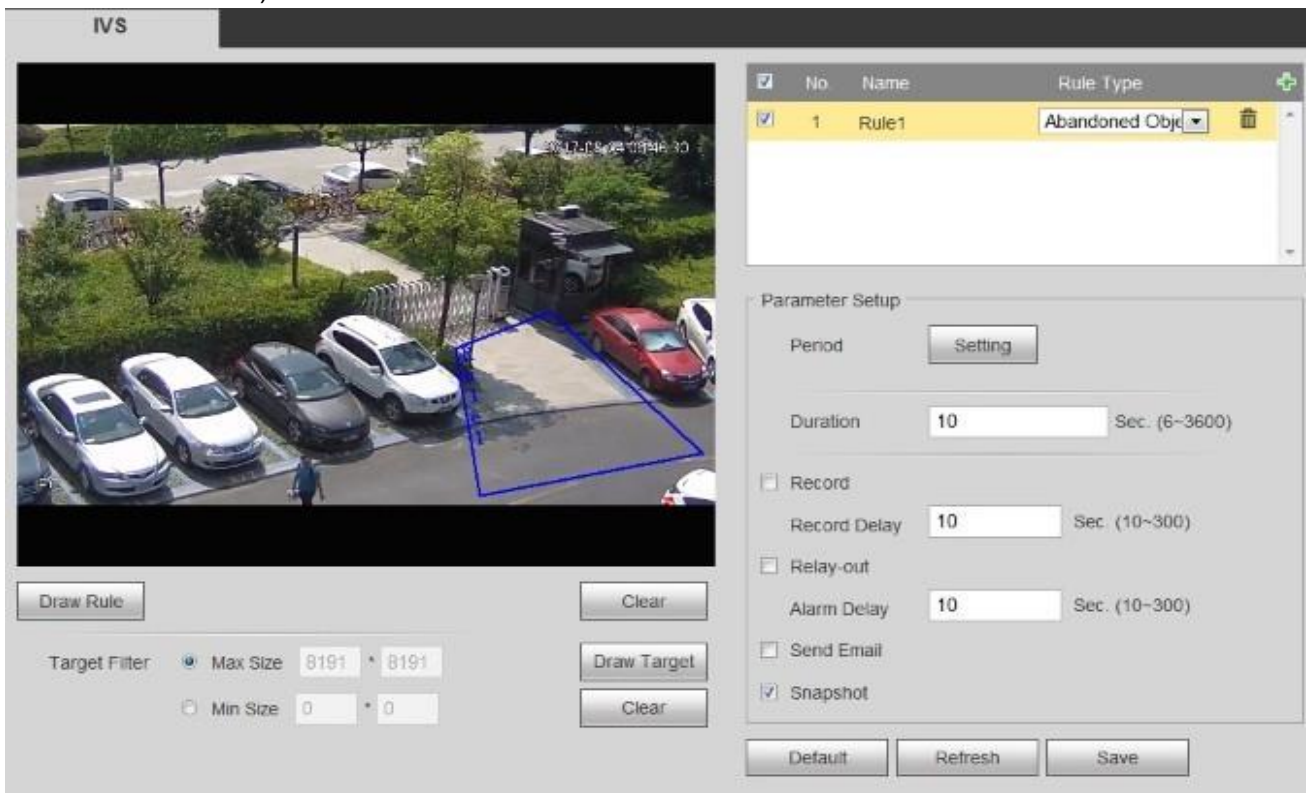 IVS
No. Name Rule Type
1 Rule1 Abandoned Obje
Parameter Setup
Period Setting
Duration 10 Sec. (6~3600)
Record
Record Delay 10 Sec. (10~300)
Relay-out
Alarm Delay 10 Sec. (10~300)
Send Email
Snapshot
Default Refresh Save
Draw Rule Clear
Target Filter Max Size 8191 * 8191 Draw Target
Min Size 0 * 0 Clear